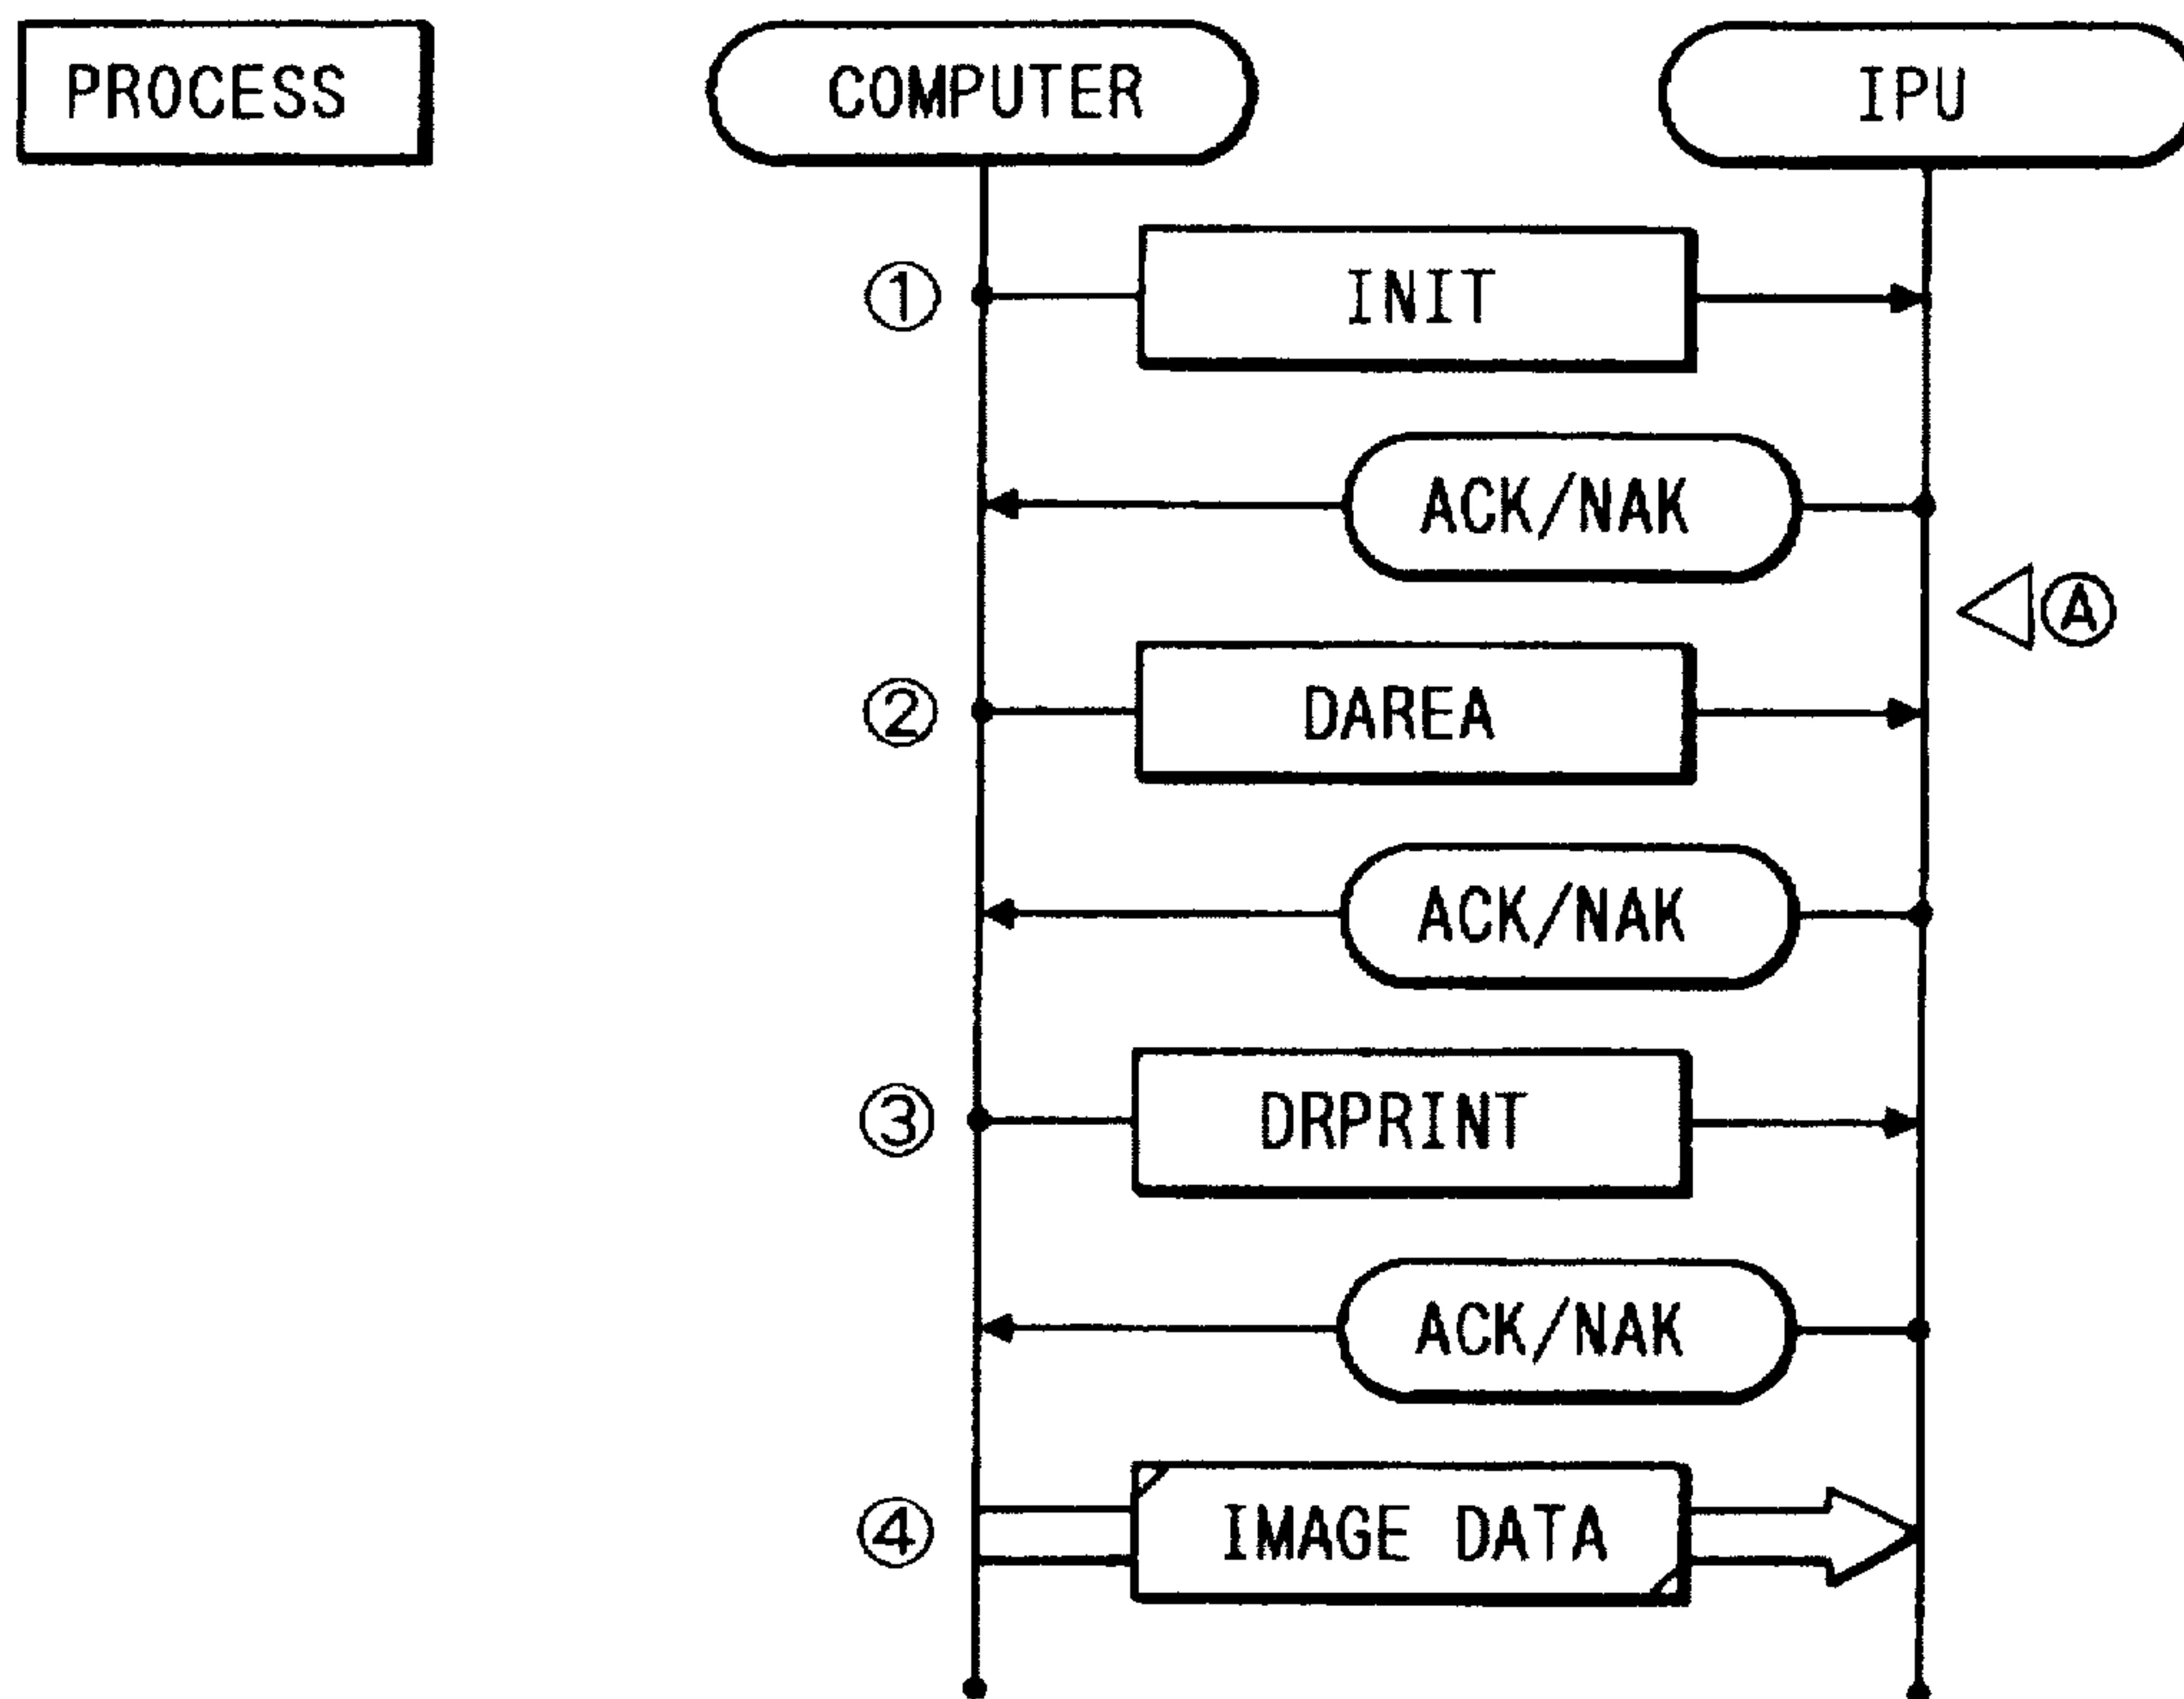 PROCESS
COMPUTER
IPU
① INIT
ACK/NAK
Ⓐ
② DAREA
ACK/NAK
③ DRPRINT
ACK/NAK
④ IMAGE DATA